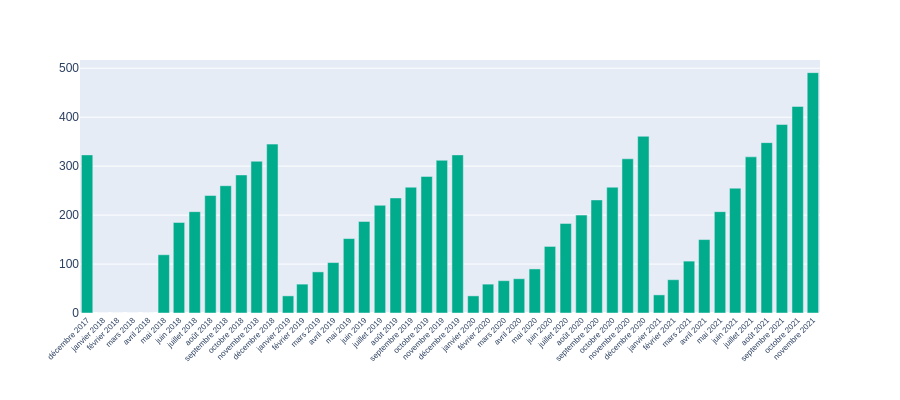 500
400
300
200
100
0
décembre 2017
janvier 2018
février 2018
mars 2018
avril 2018
mai 2018
juin 2018
juillet 2018
août 2018
septembre 2018
octobre 2018
novembre 2018
décembre 2018
janvier 2019
février 2019
mars 2019
avril 2019
mai 2019
juin 2019
juillet 2019
août 2019
septembre 2019
octobre 2019
novembre 2019
décembre 2019
janvier 2020
février 2020
mars 2020
avril 2020
mai 2020
juin 2020
juillet 2020
août 2020
septembre 2020
octobre 2020
novembre 2020
décembre 2020
janvier 2021
février 2021
mars 2021
avril 2021
mai 2021
juin 2021
juillet 2021
août 2021
septembre 2021
octobre 2021
novembre 2021